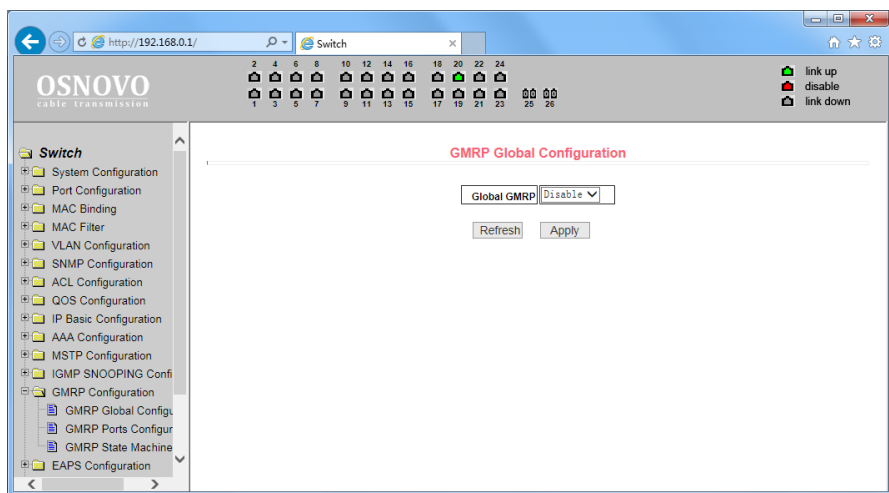 http://192.168.0.1/
Switch
OSNOVO
cable transmission
2 4 6 8 10 12 14 16 18 20 22 24
1 3 5 7 9 11 13 15 17 19 21 23 25 26
link up
disable
link down
Switch
System Configuration
Port Configuration
MAC Binding
MAC Filter
VLAN Configuration
SNMP Configuration
ACL Configuration
QOS Configuration
IP Basic Configuration
AAA Configuration
MSTP Configuration
IGMP SNOOPING Confi
GMRP Configuration
GMRP Global Configu
GMRP Ports Configur
GMRP State Machine
EAPS Configuration
GMRP Global Configuration
Global GMRP Disable
Refresh Apply